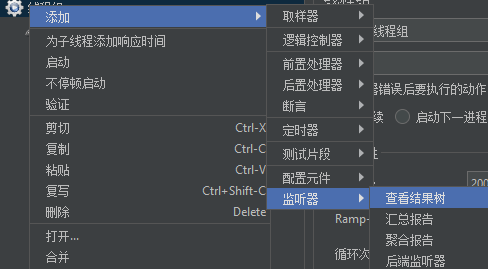 添加
为子线程添加响应时间
启动
不停顿启动
验证
剪切 Ctrl-X
复制 Ctrl-C
粘贴 Ctrl-V
复写 Ctrl+Shift-C
删除 Delete
打开...
合并
取样器
逻辑控制器
前置处理器
后置处理器
断言
定时器
测试片段
配置元件
监听器
查看结果树
汇总报告
聚合报告
后端监听器
线程组
器错误后要执行的动作
续 启动下一进程
性
200
Ramp-
循环次